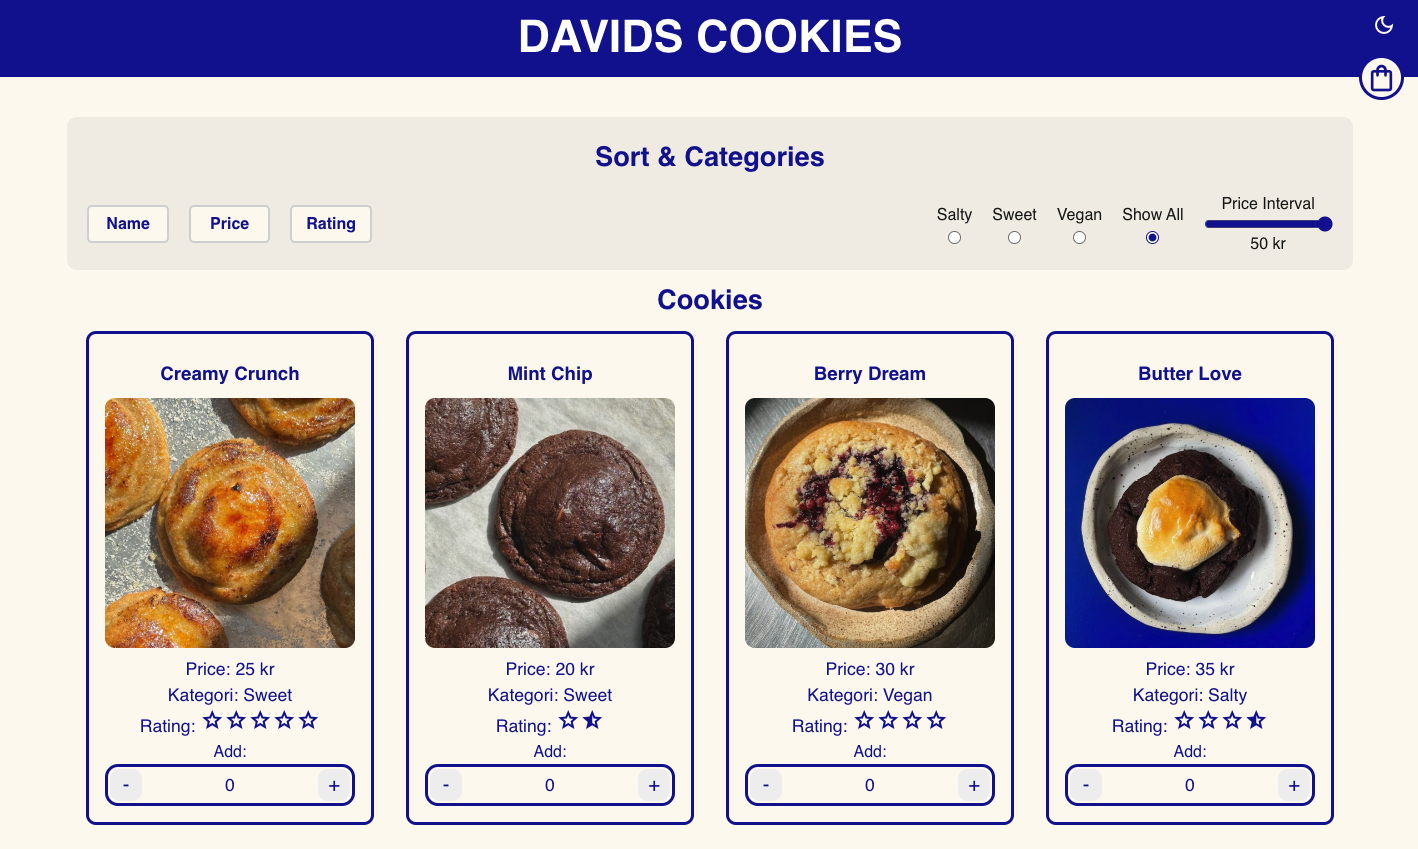 DAVIDS COOKIES
Sort & Categories
Name Price Rating
Salty Sweet Vegan Show All Price Interval
50 kr
Cookies
Creamy Crunch
Price: 25 kr
Kategori: Sweet
Rating:
Add:
- 0 +
Mint Chip
Price: 20 kr
Kategori: Sweet
Rating:
Add:
- 0 +
Berry Dream
Price: 30 kr
Kategori: Vegan
Rating:
Add:
- 0 +
Butter Love
Price: 35 kr
Kategori: Salty
Rating:
Add:
- 0 +